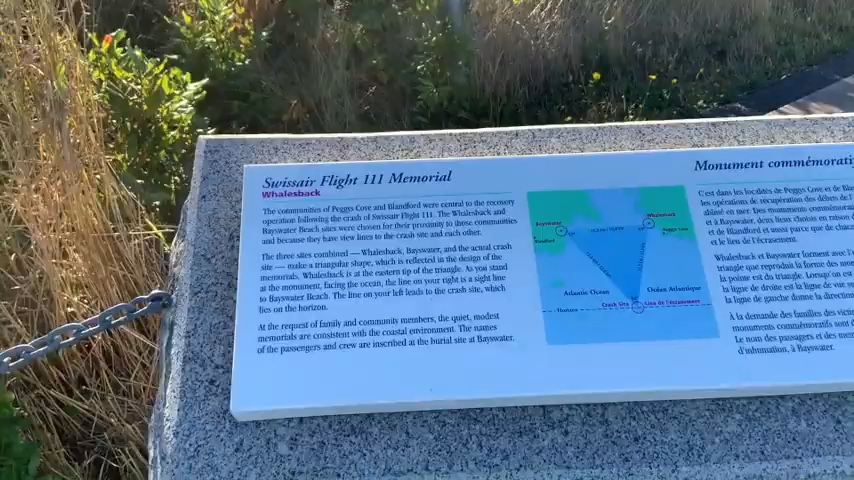 Swissair Flight 111 Memorial
Whalesback
The communities of Peggys Cove and Blandford were central to the recovery
operation following the crash of Swissair Flight 111. The Whalesback and
Bayswater Beach sites were chosen for their proximity to these communities
and because they have view lines to the crash site and each other.
The three sites combined — Whalesback, Bayswater, and the actual crash
site — make a triangular shape, which is reflected in the design of the
memorials. Whalesback is at the eastern tip of the triangle. As you stand
at the monument, facing the ocean, the line on your right is a sight line
to Bayswater Beach. The line on your left leads to the crash site, which
lies on the horizon.
At the request of family and community members, the quiet, modest
memorials are consistent with the coastal environment. The names
of the passengers and crew are inscribed at the burial site at Bayswater.
Bayswater
Blandford
Whalesback
Peggys Cove
Atlantic Ocean
Océan Atlantique
Crash Site
Lieu de l'écrasement
Horizon
Monument commémorati
C'est dans les localités de Peggys Cove et de Bla
les opérations de récupération des débris de l
abîmé en mer. Des monuments commémorati
et à Bayswater, deux lieux choisis en raison d
et de Blandford et aussi parce que de chacun
et le lieu de l'écrasement.
Whalesback et Bayswater forment avec l
triangle que reproduit la forme des mon
à la pointe est du triangle. Lorsqu'on est
la ligne de droite est la ligne de vis
la ligne de gauche donne la direction
À la demande des familles des victim
monuments commémoratifs sont d
Le nom des passagers et des mem
d'inhumation, à Bayswater.